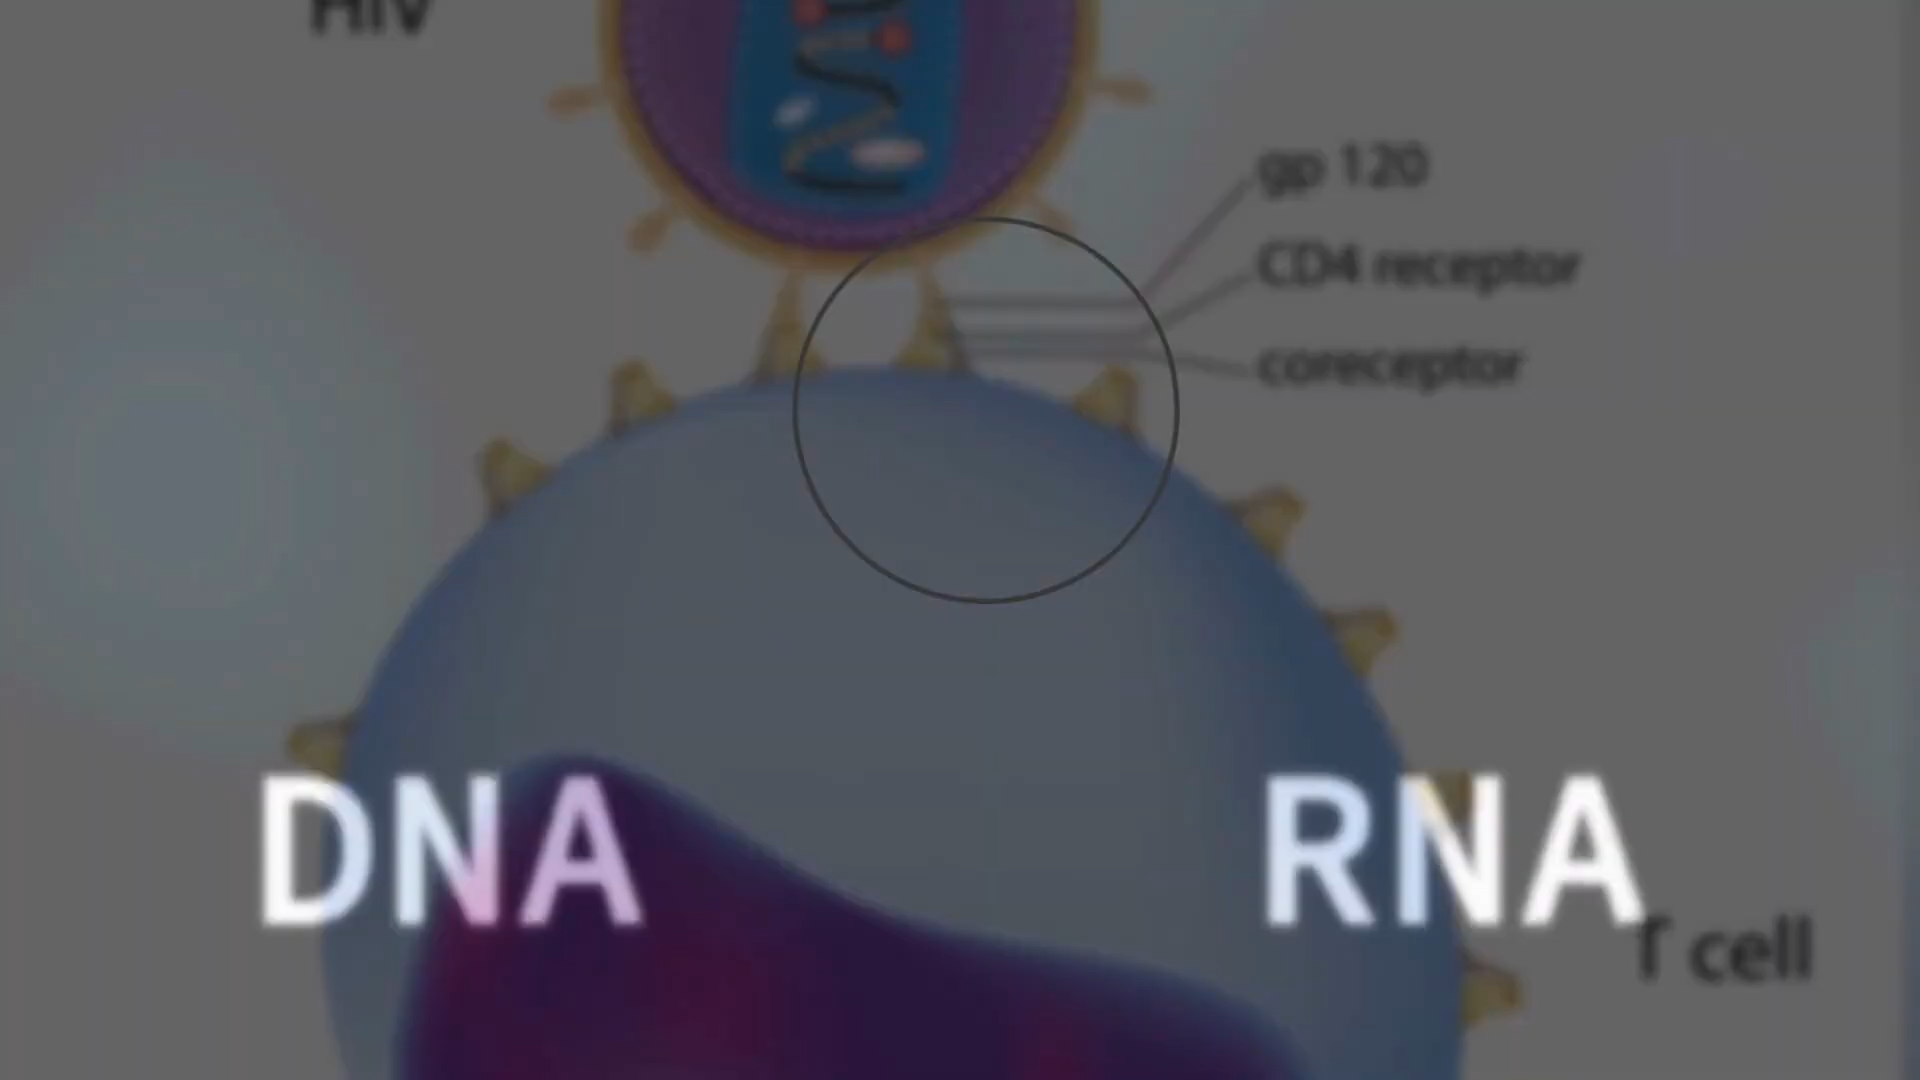 HIV
gp 120
CD4 receptor
coreceptor
DNA RNA
T cell